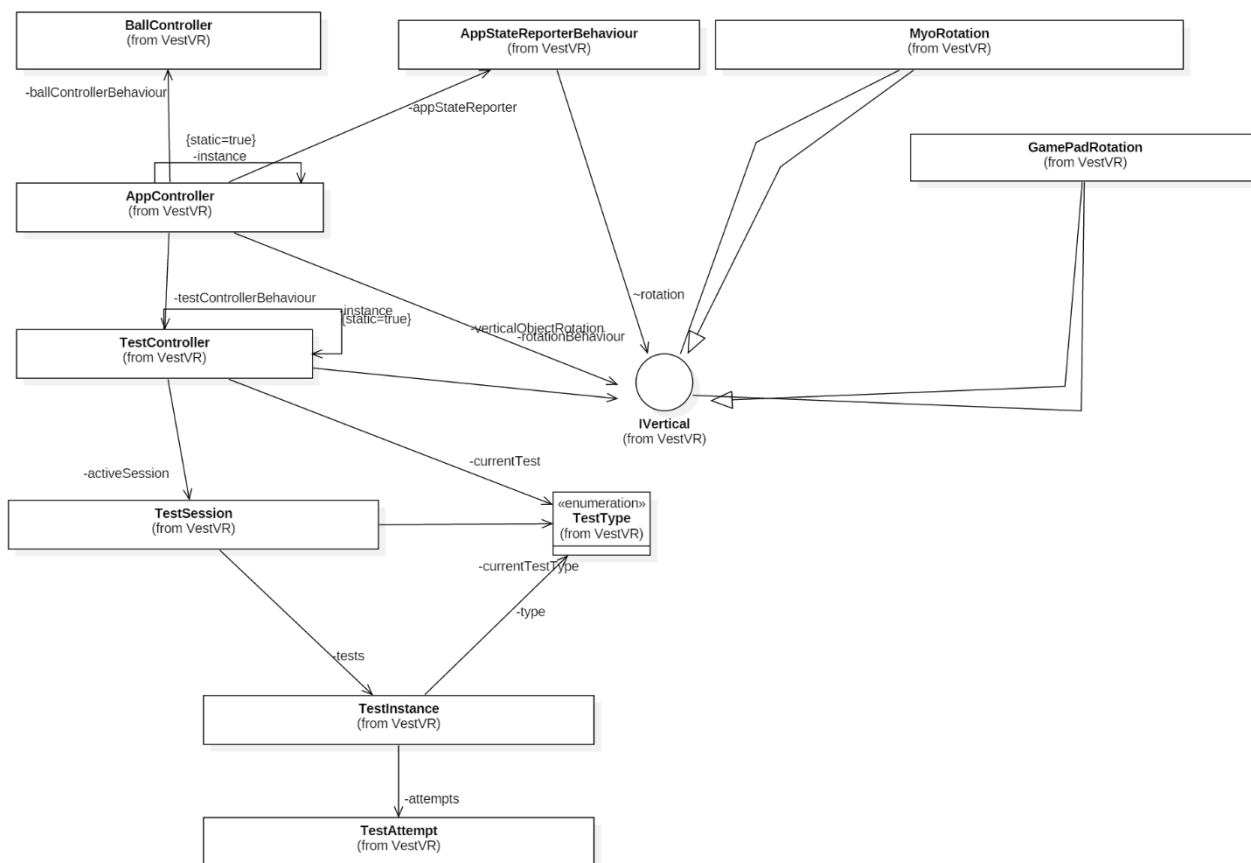 BallController
(from VestVR)
AppStateReporterBehaviour
(from VestVR)
MyoRotation
(from VestVR)
-ballControllerBehaviour
-appStateReporter
{static=true}
-instance
GamePadRotation
(from VestVR)
AppController
(from VestVR)
-testControllerBehaviour
-instance
{static=true}
~rotation
-verticalObjectRotation
-rotationBehaviour
TestController
(from VestVR)
IVertical
(from VestVR)
-currentTest
-activeSession
TestSession
(from VestVR)
«enumeration»
TestType
(from VestVR)
-currentTestType
-type
-tests
TestInstance
(from VestVR)
-attempts
TestAttempt
(from VestVR)